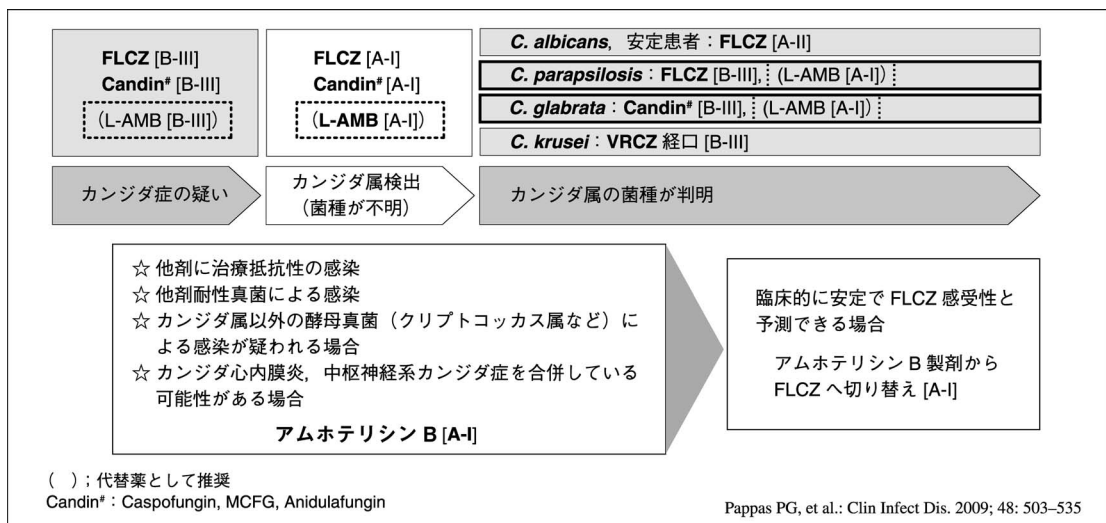 FLCZ [B-III]
Candin# [B-III]
(L-AMB [B-III])
カンジダ症の疑い
FLCZ [A-I]
Candin# [A-I]
(L-AMB [A-I])
カンジダ属検出
(菌種が不明)
C. albicans, 安定患者:FLCZ [A-II]
C. parapsilosis:FLCZ [B-III], (L-AMB [A-I])
C. glabrata:Candin# [B-III], (L-AMB [A-I])
C. krusei:VRCZ 経口 [B-III]
カンジダ属の菌種が判明
☆ 他剤に治療抵抗性の感染
☆ 他剤耐性真菌による感染
☆ カンジダ属以外の酵母真菌(クリプトコッカス属など)に
よる感染が疑われる場合
☆ カンジダ心内膜炎,中枢神経系カンジダ症を合併している
可能性がある場合
アムホテリシン B [A-I]
臨床的に安定で FLCZ 感受性と
予測できる場合
アムホテリシン B 製剤から
FLCZ へ切り替え [A-I]
( );代替薬として推奨
Candin#:Caspofungin, MCFG, Anidulafungin
Pappas PG, et al.: Clin Infect Dis. 2009; 48: 503–535